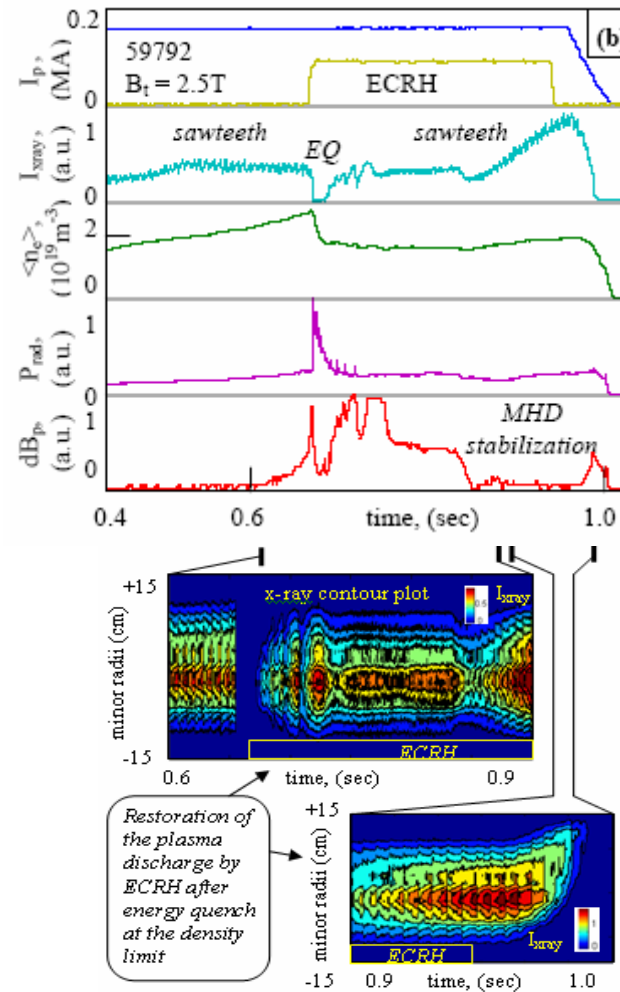 (b)
0.2
0
I_p, (MA)
59792
B_t = 2.5T
ECRH
1
0
I_xray, (a.u.)
sawteeth
EQ
sawteeth
2
0
<n_e>, (10^19 m^-3)
1
0
P_rad, (a.u.)
1
0
dB_p, (a.u.)
MHD
stabilization
0.4
0.6
time, (sec)
1.0
+15
-15
minor radii (cm)
x-ray contour plot
I_xray
0.5
0
ECRH
0.6
time, (sec)
0.9
Restoration of
the plasma
discharge by
ECRH after
energy quench
at the density
limit
+15
-15
minor radii (cm)
I_xray
1
0
ECRH
0.9
time (sec)
1.0